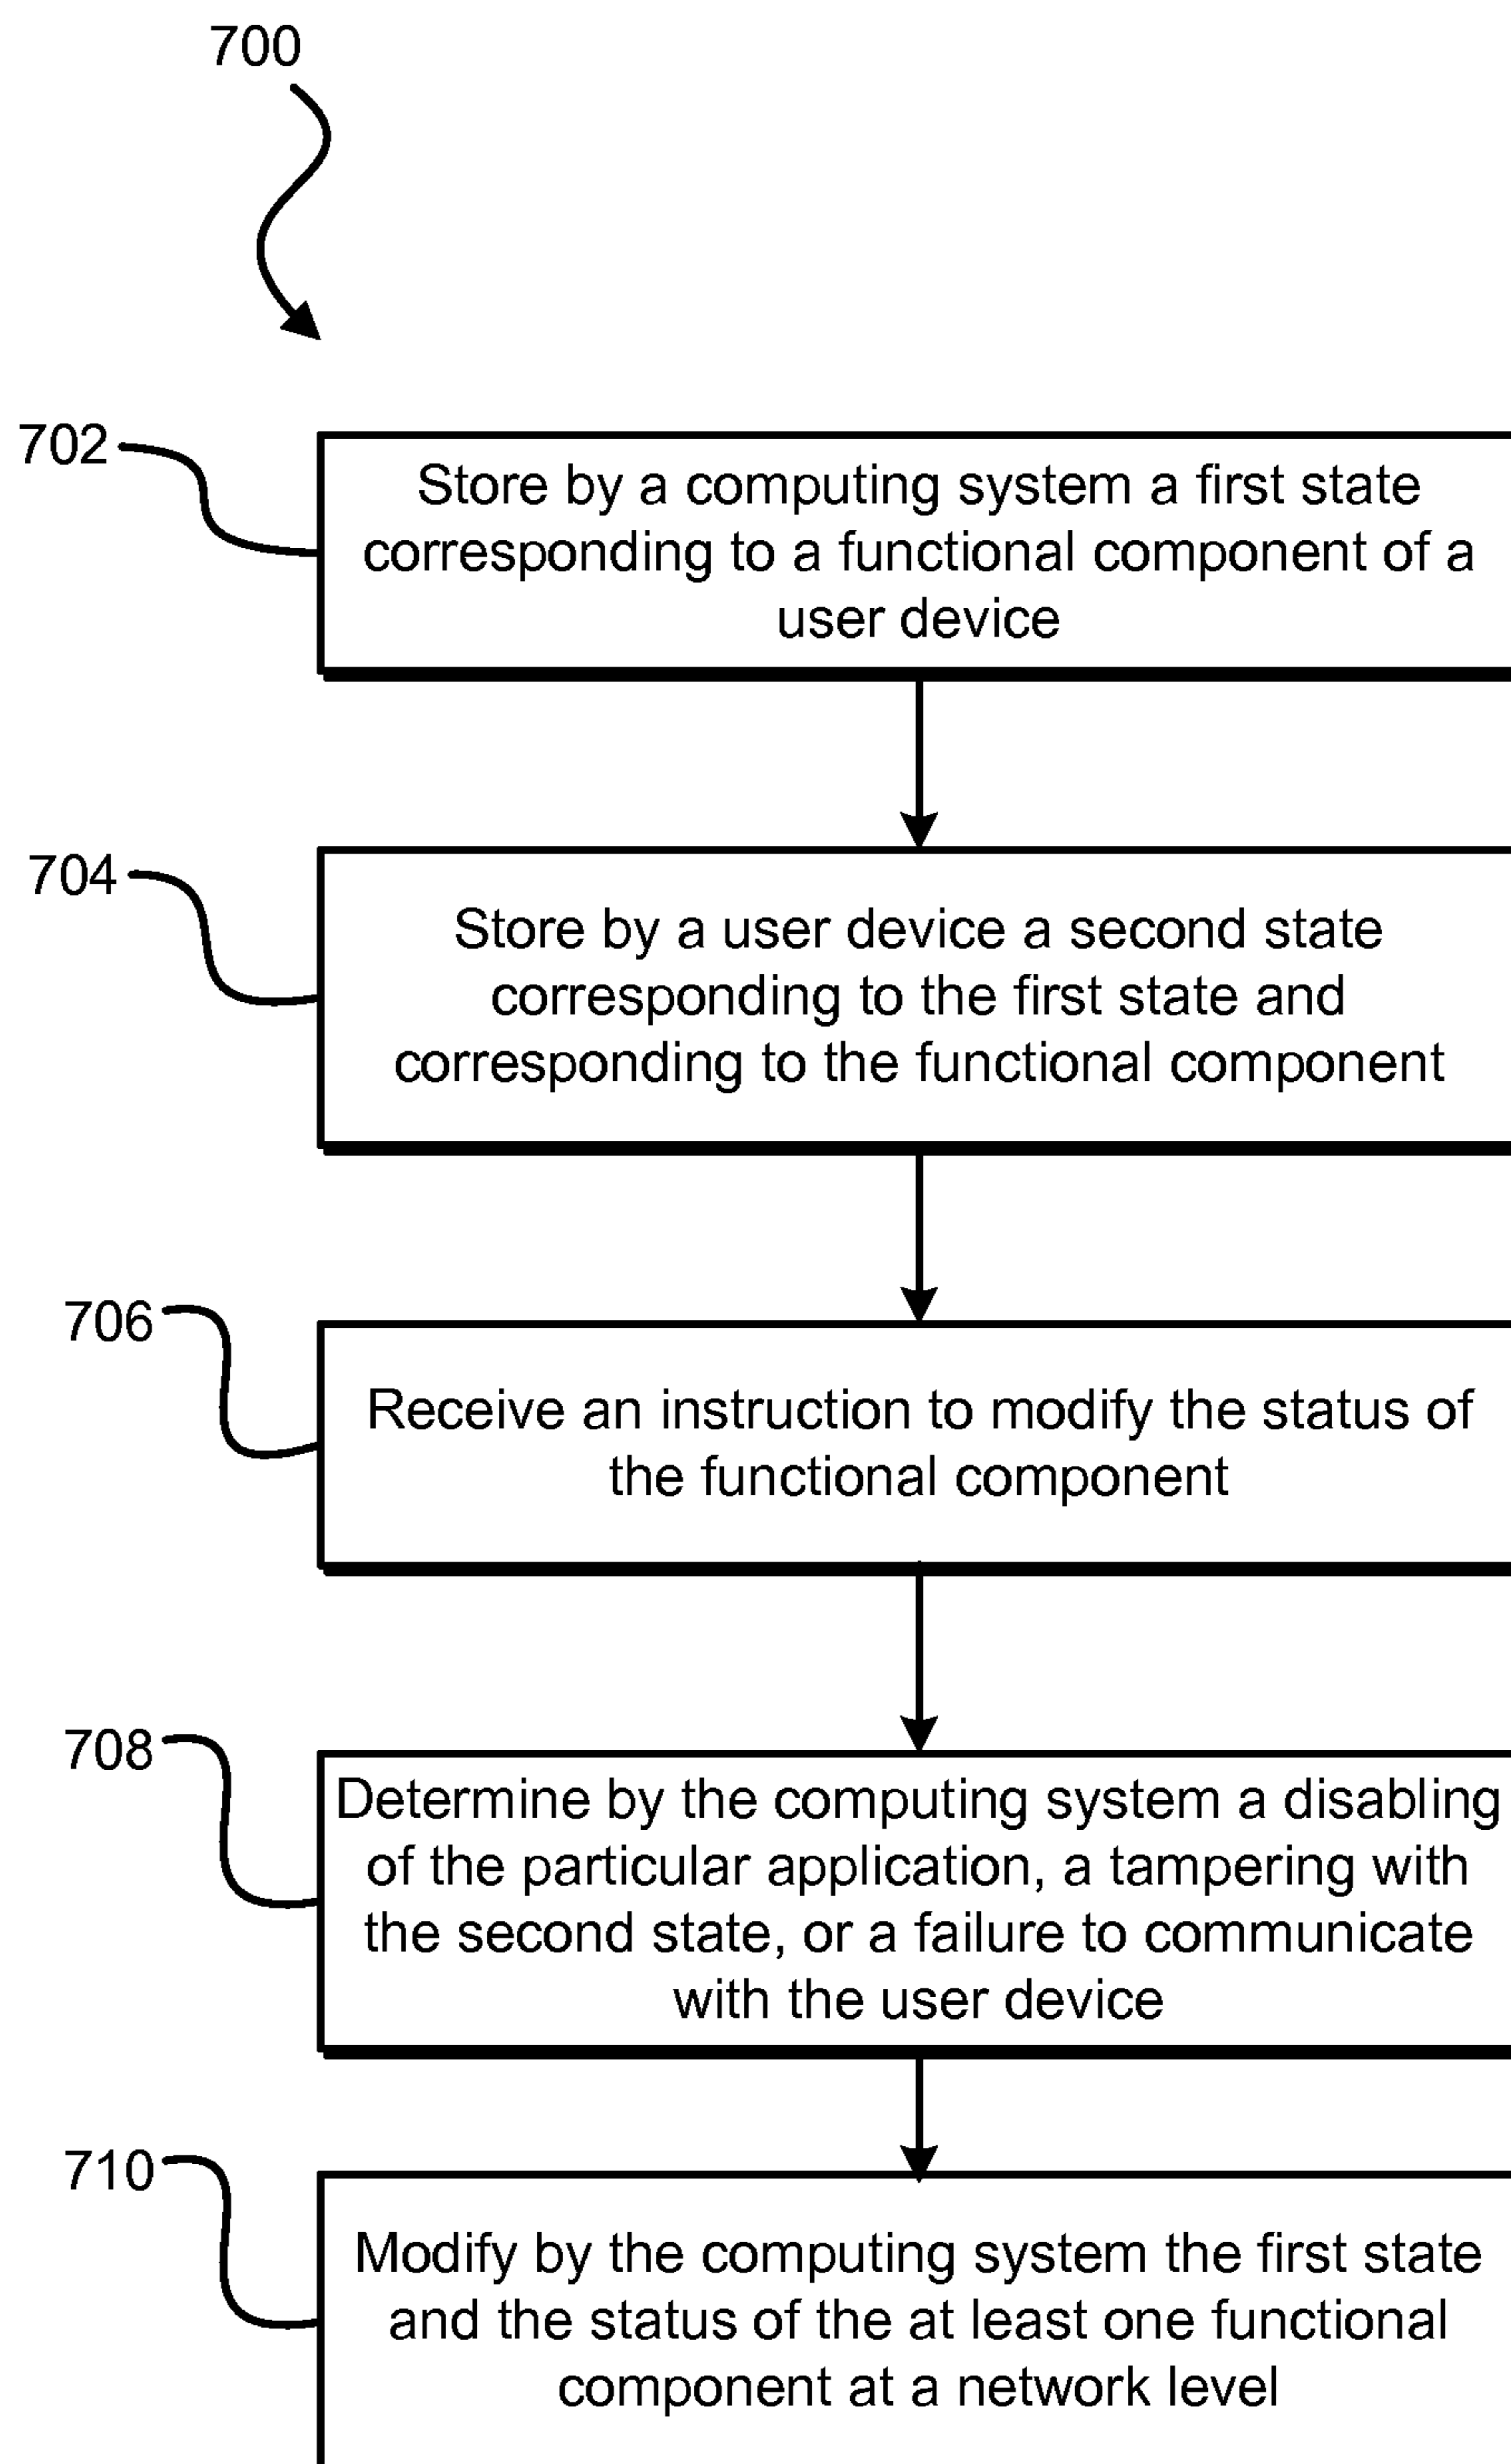 700
702
Store by a computing system a first state
corresponding to a functional component of a
user device
704
Store by a user device a second state
corresponding to the first state and
corresponding to the functional component
706
Receive an instruction to modify the status of
the functional component
708
Determine by the computing system a disabling
of the particular application, a tampering with
the second state, or a failure to communicate
with the user device
710
Modify by the computing system the first state
and the status of the at least one functional
component at a network level